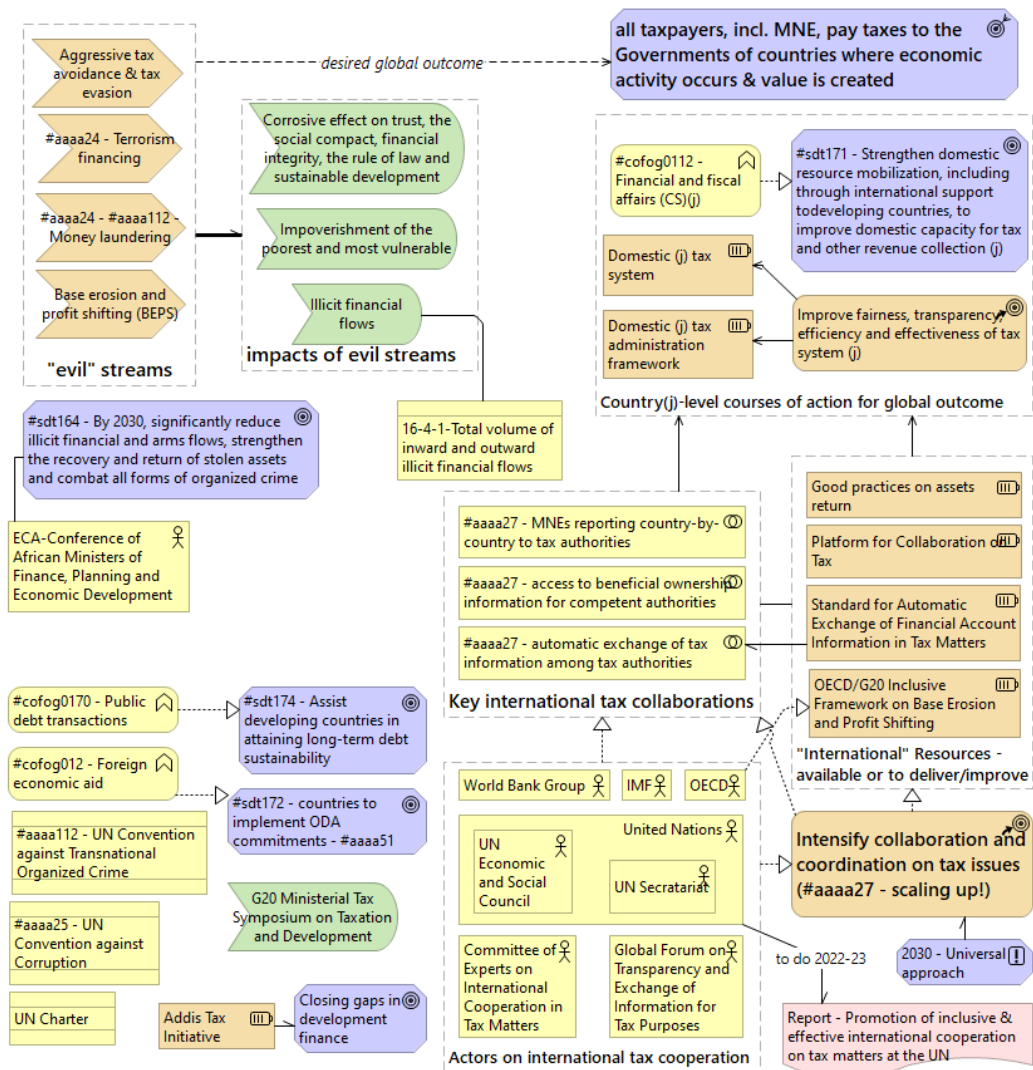 Aggressive tax
avoidance & tax
evasion
desired global outcome
all taxpayers, incl. MNE, pay taxes to the
Governments of countries where economic
activity occurs & value is created
#aaaa24 - Terrorism
financing
#aaaa24 - #aaaa112 -
Money laundering
Base erosion and
profit shifting (BEPS)
"evil" streams
Corrosive effect on trust, the
social compact, financial
integrity, the rule of law and
sustainable development
Impoverishment of the
poorest and most vulnerable
Illicit financial
flows
impacts of evil streams
#cofog0112 -
Financial and fiscal
affairs (CS)(j)
#sdt171 - Strengthen domestic
resource mobilization, including
through international support
todeveloping countries, to
improve domestic capacity for tax
and other revenue collection (j)
Domestic (j) tax
system
Domestic (j) tax
administration
framework
Improve fairness, transparency,
efficiency and effectiveness of tax
system (j)
Country(j)-level courses of action for global outcome
#sdt164 - By 2030, significantly reduce
illicit financial and arms flows, strengthen
the recovery and return of stolen assets
and combat all forms of organized crime
16-4-1-Total volume of
inward and outward
illicit financial flows
ECA-Conference of
African Ministers of
Finance, Planning and
Economic Development
#aaaa27 - MNEs reporting country-by-
country to tax authorities
#aaaa27 - access to beneficial ownership
information for competent authorities
#aaaa27 - automatic exchange of tax
information among tax authorities
Key international tax collaborations
Good practices on assets
return
Platform for Collaboration on
Tax
Standard for Automatic
Exchange of Financial Account
Information in Tax Matters
OECD/G20 Inclusive
Framework on Base Erosion
and Profit Shifting
"International" Resources -
available or to deliver/improve
#cofog0170 - Public
debt transactions
#sdt174 - Assist
developing countries in
attaining long-term debt
sustainability
#cofog012 - Foreign
economic aid
#sdt172 - countries to
implement ODA
commitments - #aaaa51
#aaaa112 - UN Convention
against Transnational
Organized Crime
G20 Ministerial Tax
Symposium on Taxation
and Development
#aaaa25 - UN
Convention against
Corruption
UN Charter
Addis Tax
Initiative
Closing gaps in
development
finance
World Bank Group
IMF
OECD
United Nations
UN
Economic
and Social
Council
UN Secretariat
Committee of
Experts on
International
Cooperation in
Tax Matters
Global Forum on
Transparency and
Exchange of
Information for
Tax Purposes
Actors on international tax cooperation
Intensify collaboration and
coordination on tax issues
(#aaaa27 - scaling up!)
to do 2022-23
2030 - Universal
approach
Report - Promotion of inclusive &
effective international cooperation
on tax matters at the UN